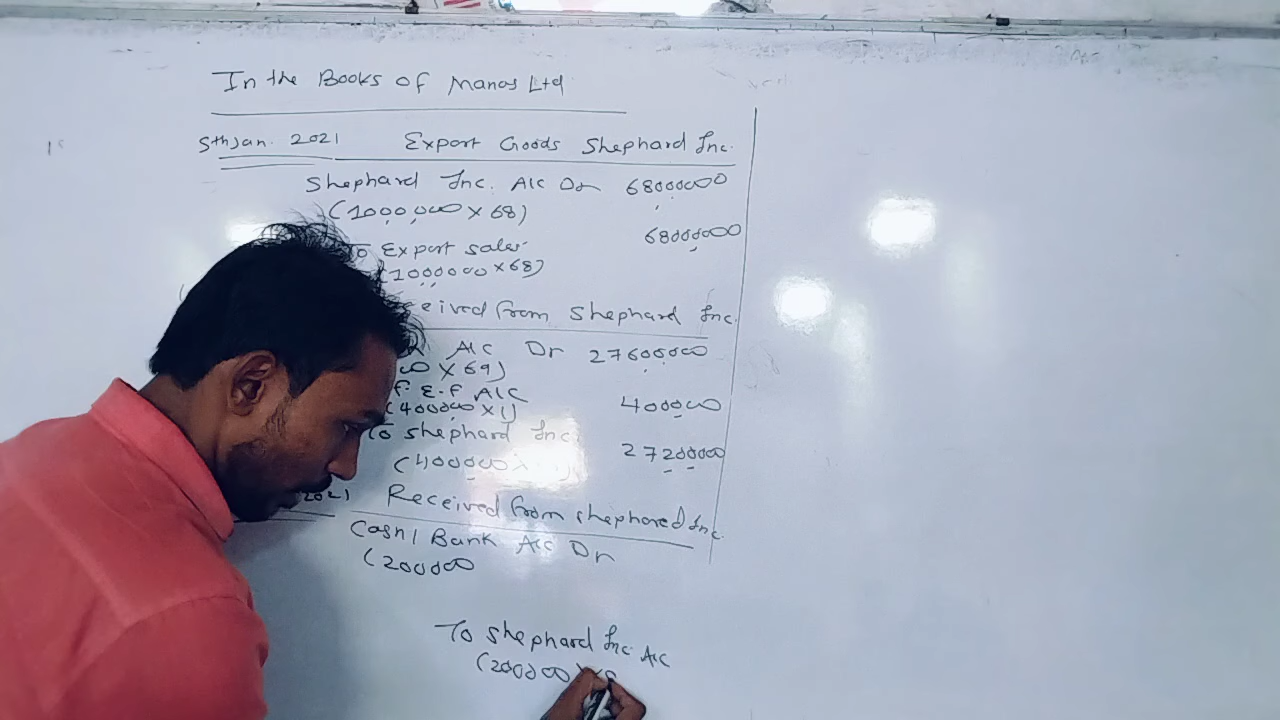 In the Books of Manas Ltd
5th Jan. 2021 Export Goods Shephard Inc.
Shephard Inc. A/C Dr 68000000
(1000,000 X 68)
To Export sales 68000000
(1000000 X 68)
eived from Shephard Inc.
A/C Dr 27600000
X 69)
F.E.F A/C 400000
(400000 X 1)
To Shephard Inc 27200000
(400000
2021 Received from Shephared Inc.
Cash / Bank A/C Dr
(200000
To Shephard Inc. A/C
(200000